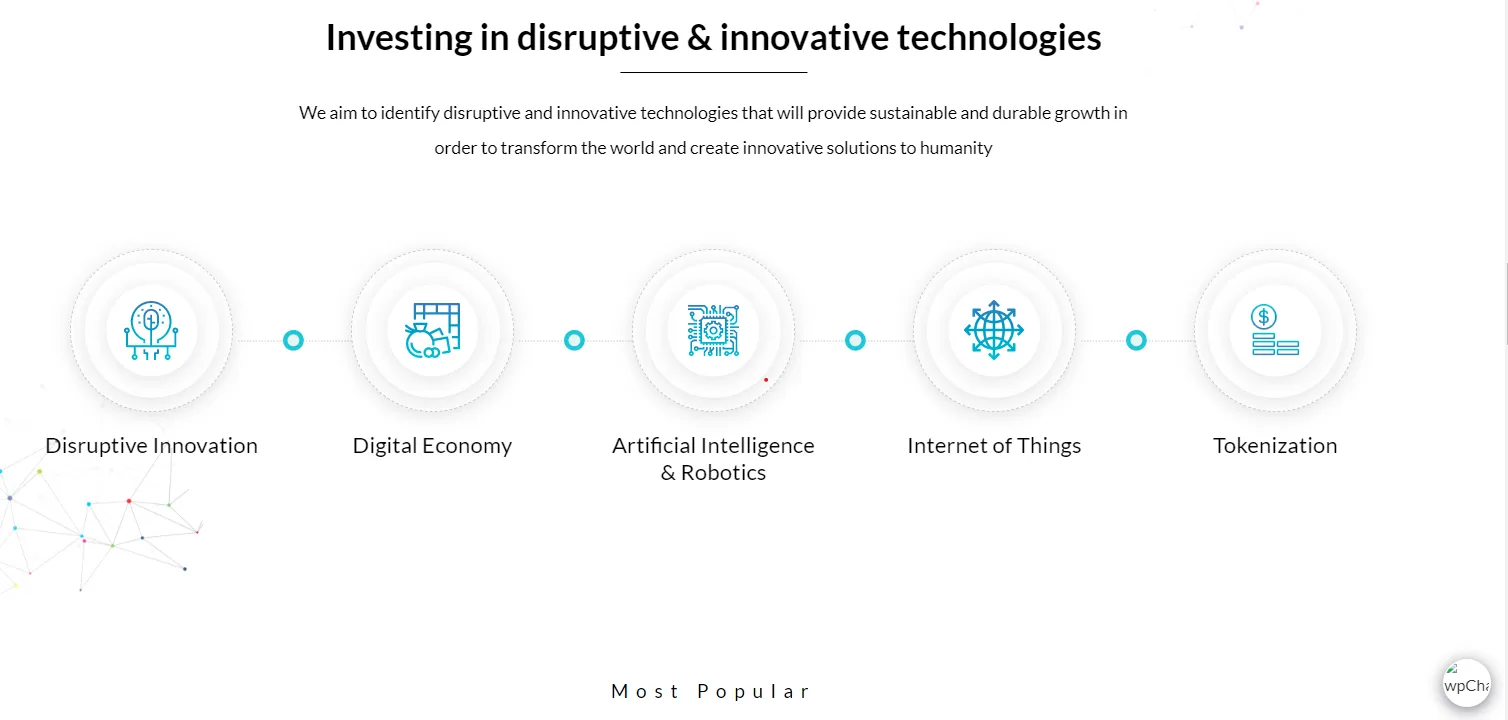 Investing in disruptive & innovative technologies
We aim to identify disruptive and innovative technologies that will provide sustainable and durable growth in
order to transform the world and create innovative solutions to humanity
$
Disruptive Innovation
Digital Economy
Artificial Intelligence
& Robotics
Internet of Things
Tokenization
Most Popular
wpCha